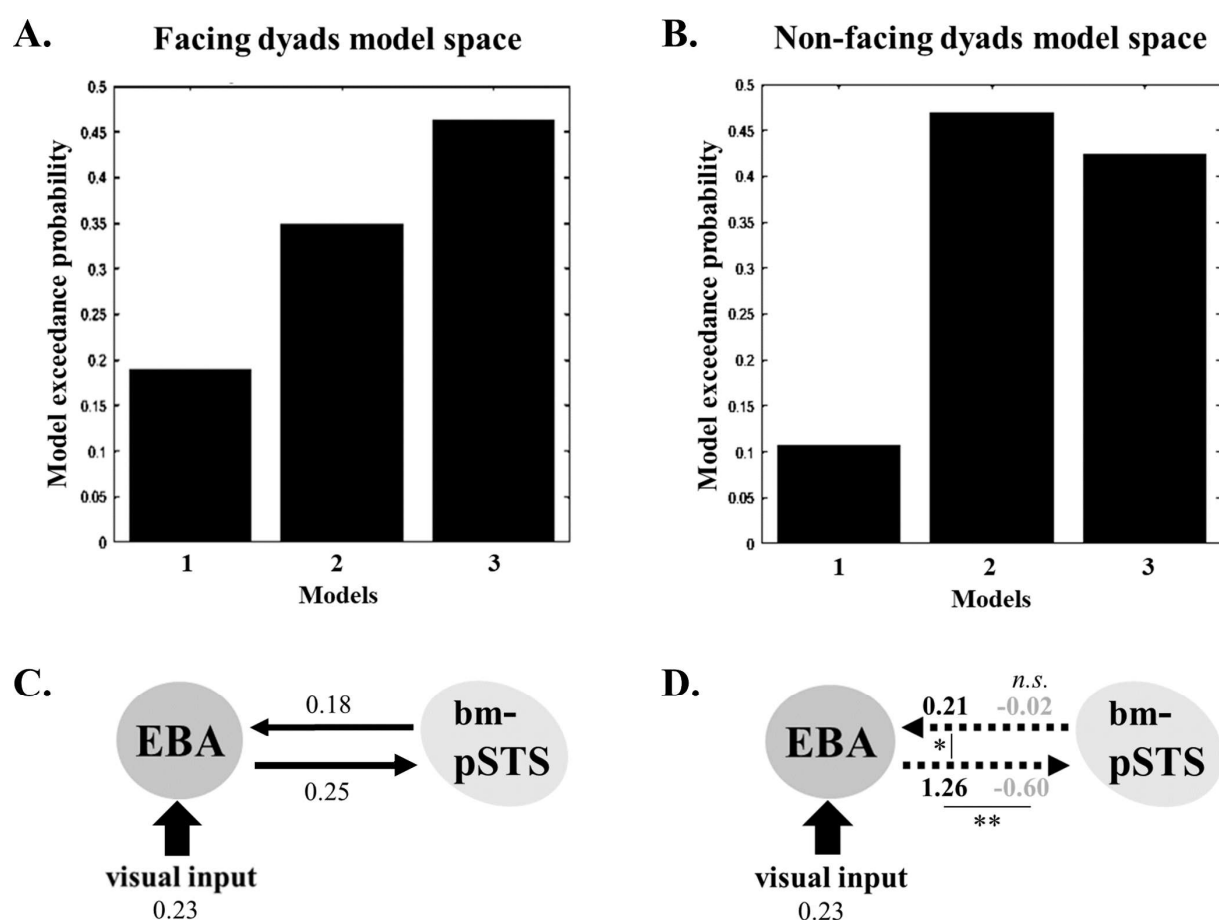 A.
Facing dyads model space
Model exceedance probability
0.5
0.45
0.4
0.35
0.3
0.25
0.2
0.15
0.1
0.05
0
1 2 3
Models
B.
Non-facing dyads model space
Model exceedance probability
0.5
0.45
0.4
0.35
0.3
0.25
0.2
0.15
0.1
0.05
0
1 2 3
Models
C.
EBA
0.18
0.25
bm-
pSTS
visual input
0.23
D.
EBA
n.s.
0.21 -0.02
*
1.26 -0.60
**
bm-
pSTS
visual input
0.23